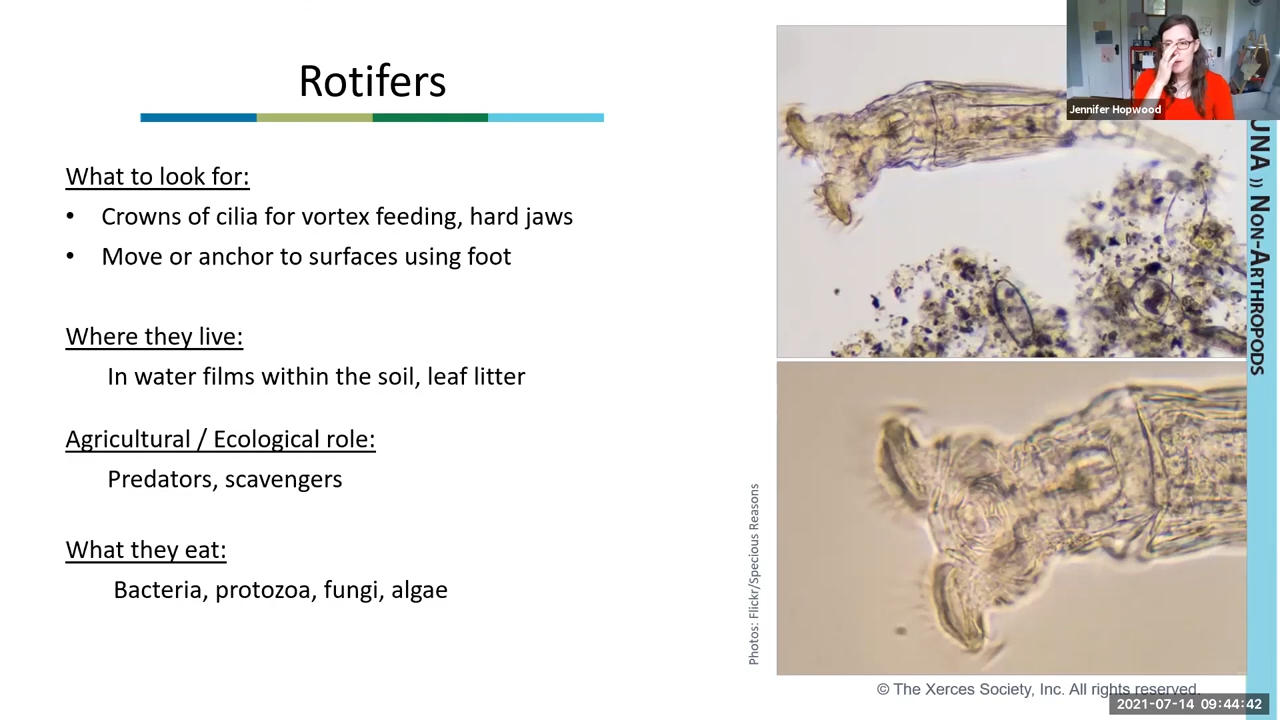 Rotifers
What to look for:
• Crowns of cilia for vortex feeding, hard jaws
• Move or anchor to surfaces using foot
Where they live:
In water films within the soil, leaf litter
Agricultural / Ecological role:
Predators, scavengers
What they eat:
Bacteria, protozoa, fungi, algae
Photos: Flickr/Specious Reasons
Jennifer Hopwood
UNA » Non-Arthropods
© The Xerces Society, Inc. All rights reserved.
2021-07-14 09:44:42